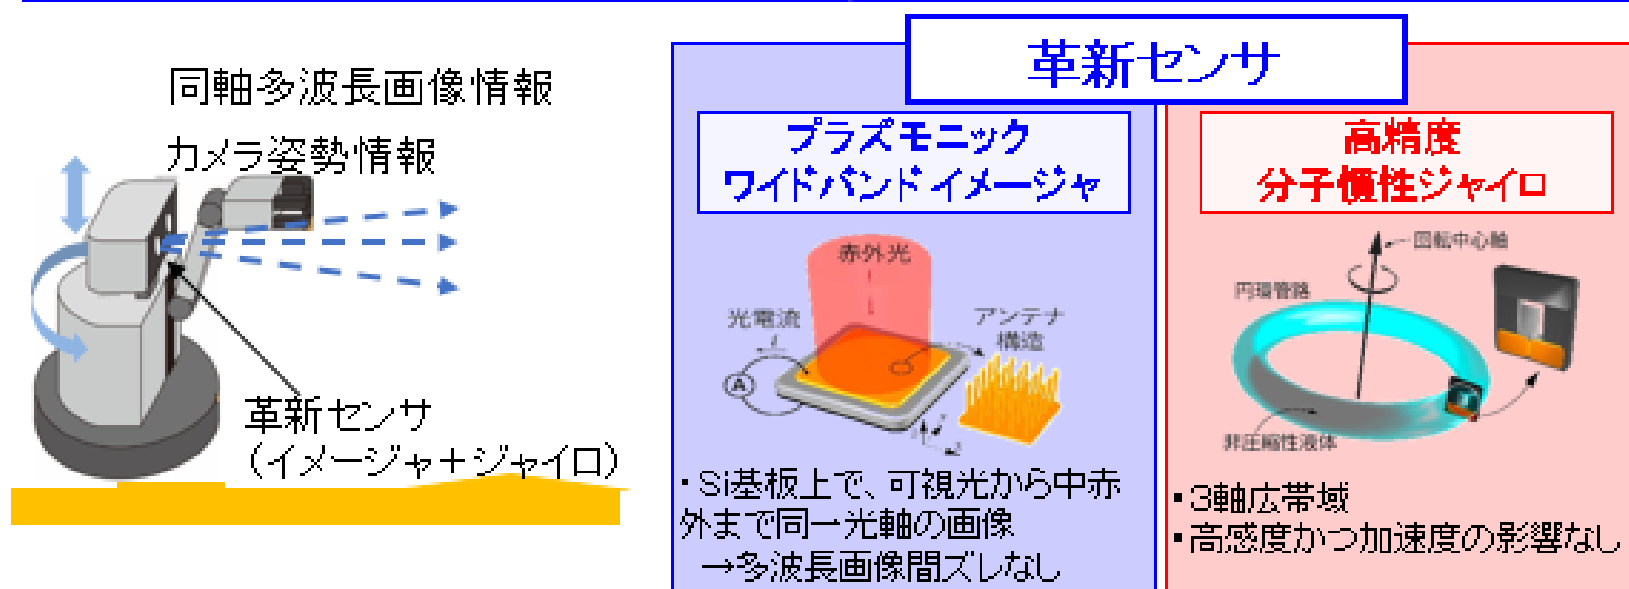 同軸多波長画像情報
カメラ姿勢情報
革新センサ
（イメージャ＋ジャイロ）
革新センサ
プラズモニック
ワイドバンドイメージャ
赤外光
光電流
アンテナ
構造
A
・Si基板上で、可視光から中赤
外まで同一光軸の画像
→多波長画像間ズレなし
高精度
分子慣性ジャイロ
回転中心軸
円環管路
非圧縮性液体
・3軸広帯域
・高感度かつ加速度の影響なし